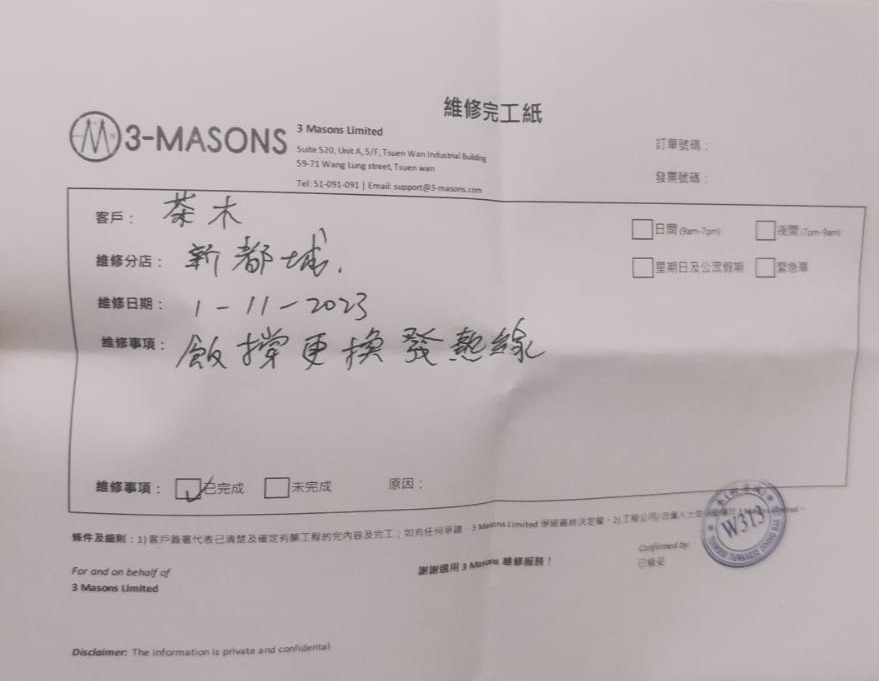 維修完工紙
3-MASONS
3 Masons Limited
Suite 520, Unit A, 5/F, Tsuen Wan Industrial Building
59-71 Wang Lung street, Tsuen wan
Tel: 51-091-091 | Email: support@3-masons.com
訂單號碼：
發票號碼：
客戶： 茶木
日間 (9am-7pm) 夜間 (7pm-9am)
維修分店： 新都城.
星期日及公眾假期 緊急單
維修日期： 1-11-2023
維修事項： 飯撑更換發熱線
維修事項： 已完成 未完成 原因：
條件及細則：1) 客戶簽署代表已清楚及確定有關工程的完內容及完工；如有任何爭議，3 Masons Limited 保留最終決定權。2) 工程公司
For and on behalf of
3 Masons Limited
謝謝選用 3 Masons 維修服務！
Confirmed by:
W313
Disclaimer: The information is private and confidental.